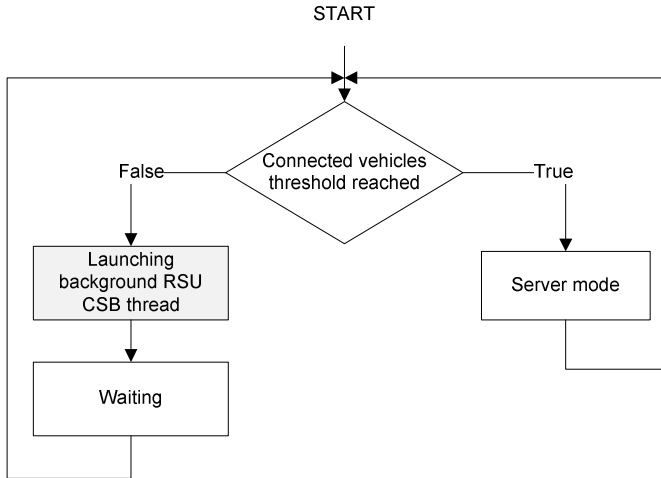 START
Connected vehicles
threshold reached
False
True
Launching
background RSU
CSB thread
Server mode
Waiting